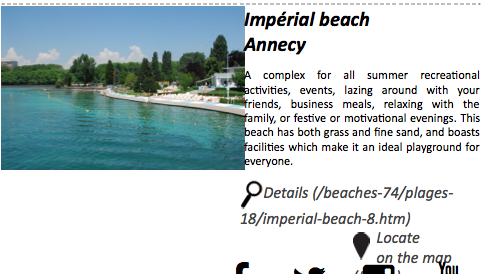 Impérial beach
Annecy
A complex for all summer recreational
activities, events, lazing around with your
friends, business meals, relaxing with the
family, or festive or motivational evenings. This
beach has both grass and fine sand, and boasts
facilities which make it an ideal playground for
everyone.
Details (/beaches-74/plages-
18/imperial-beach-8.htm)
Locate
on the map
You